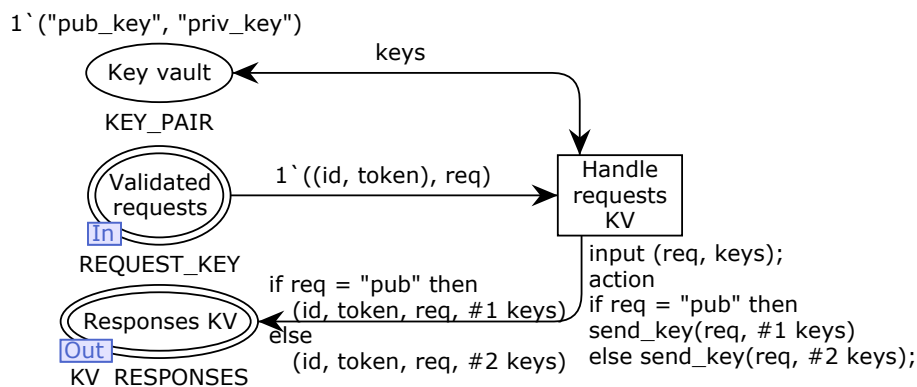 1`("pub_key", "priv_key")
keys
Key vault
KEY_PAIR
Validated
requests
In
REQUEST_KEY
1`((id, token), req)
Handle
requests
KV
input (req, keys);
action
if req = "pub" then
send_key(req, #1 keys)
else send_key(req, #2 keys);
if req = "pub" then
(id, token, req, #1 keys)
else
(id, token, req, #2 keys)
Responses KV
Out
KV_RESPONSES